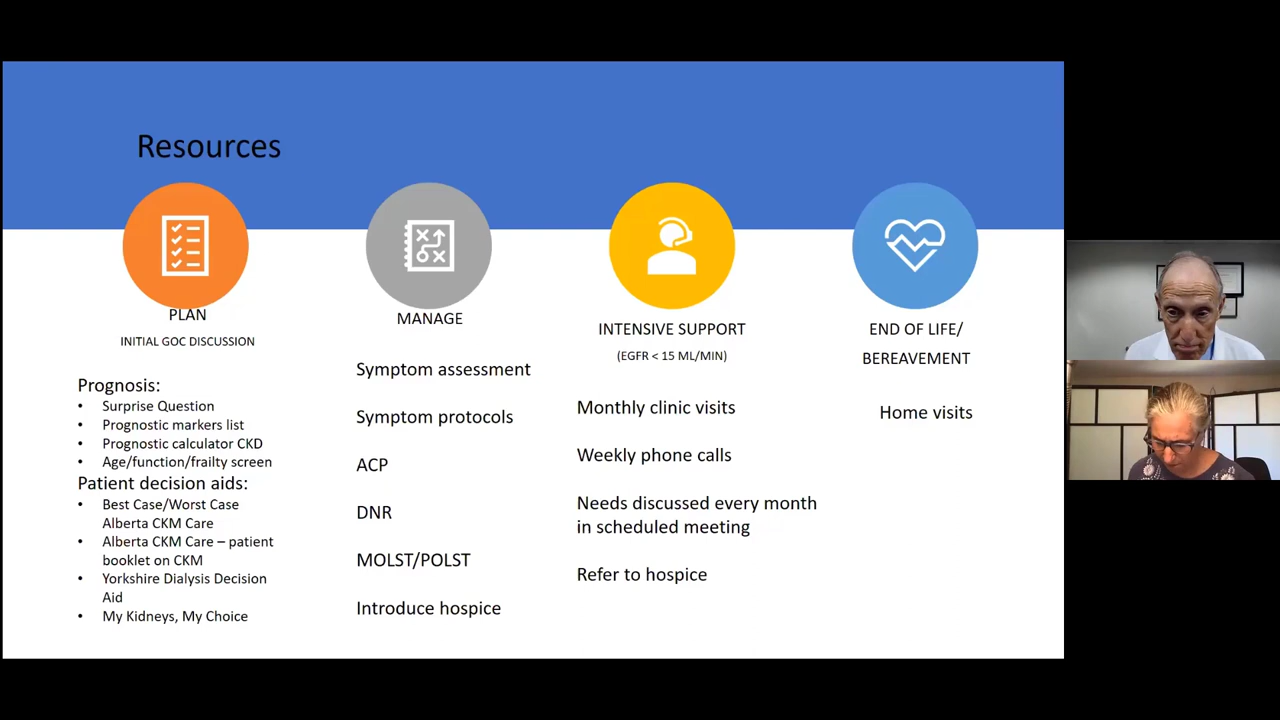 Resources
PLAN
INITIAL GOC DISCUSSION
Prognosis:
• Surprise Question
• Prognostic markers list
• Prognostic calculator CKD
• Age/function/frailty screen
Patient decision aids:
• Best Case/Worst Case
Alberta CKM Care
• Alberta CKM Care – patient
booklet on CKM
• Yorkshire Dialysis Decision
Aid
• My Kidneys, My Choice
MANAGE
Symptom assessment
Symptom protocols
ACP
DNR
MOLST/POLST
Introduce hospice
INTENSIVE SUPPORT
(EGFR < 15 ML/MIN)
Monthly clinic visits
Weekly phone calls
Needs discussed every month
in scheduled meeting
Refer to hospice
END OF LIFE/
BEREAVEMENT
Home visits